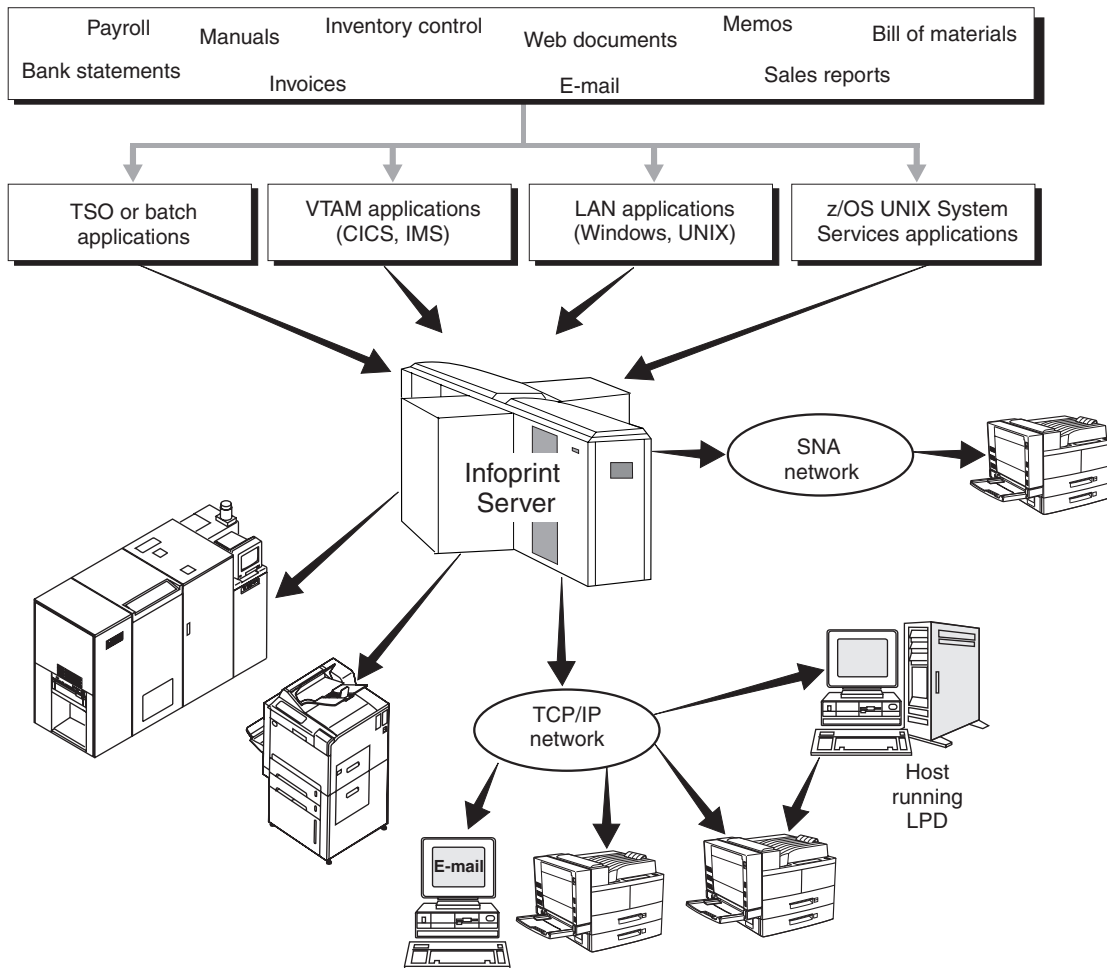 Payroll
Manuals
Inventory control
Web documents
Memos
Bill of materials
Bank statements
Invoices
E-mail
Sales reports
TSO or batch
applications
VTAM applications
(CICS, IMS)
LAN applications
(Windows, UNIX)
z/OS UNIX System
Services applications
Infoprint
Server
SNA
network
TCP/IP
network
Host
running
LPD
E-mail